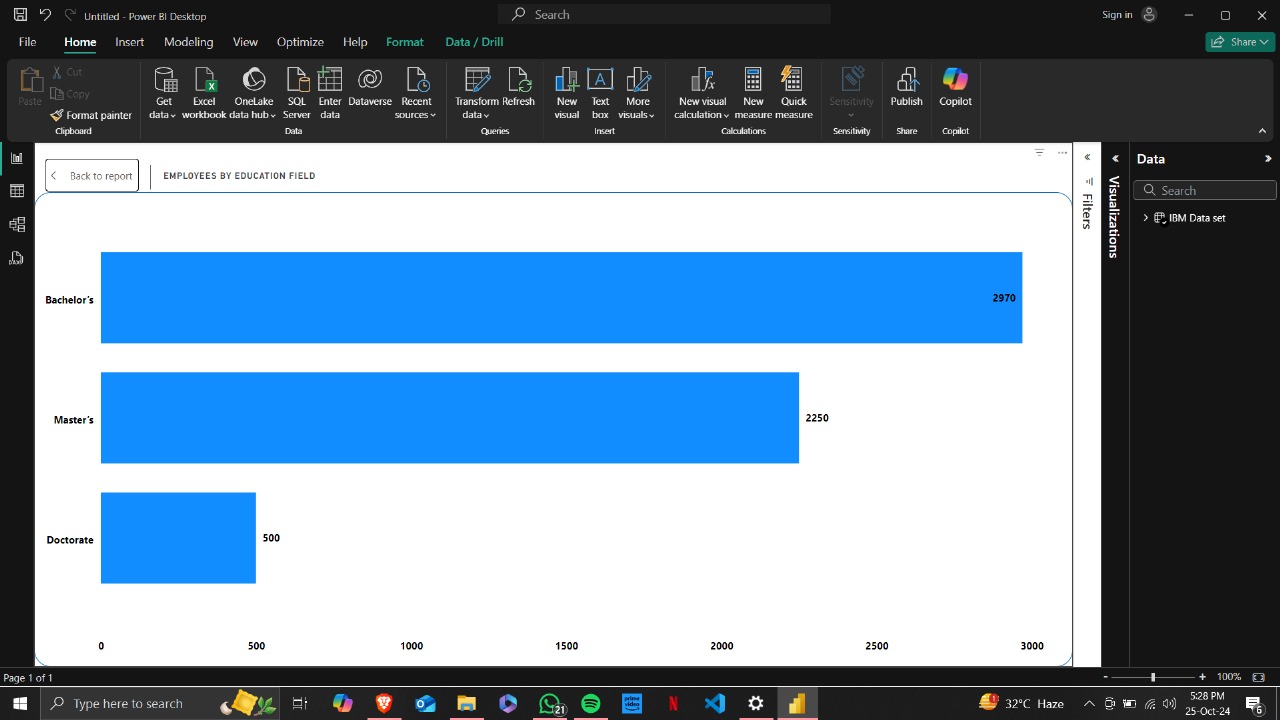 Untitled - Power BI Desktop
Search
Sign in
File Home Insert Modeling View Optimize Help Format Data / Drill
Share
Paste
Cut
Copy
Format painter
Clipboard
Get data
Excel workbook
OneLake data hub
SQL Server
Enter data
Dataverse
Recent sources
Data
Transform data
Refresh
Queries
New visual
Text box
More visuals
Insert
New visual calculation
New measure
Quick measure
Calculations
Sensitivity
Sensitivity
Publish
Share
Copilot
Copilot
Back to report
EMPLOYEES BY EDUCATION FIELD
Bachelor's
2970
Master's
2250
Doctorate
500
0 500 1000 1500 2000 2500 3000
Filters
Visualizations
Data
Search
IBM Data set
Page 1 of 1
100%
Type here to search
21
prime video
32°C Haze
5:28 PM
25-Oct-24
6